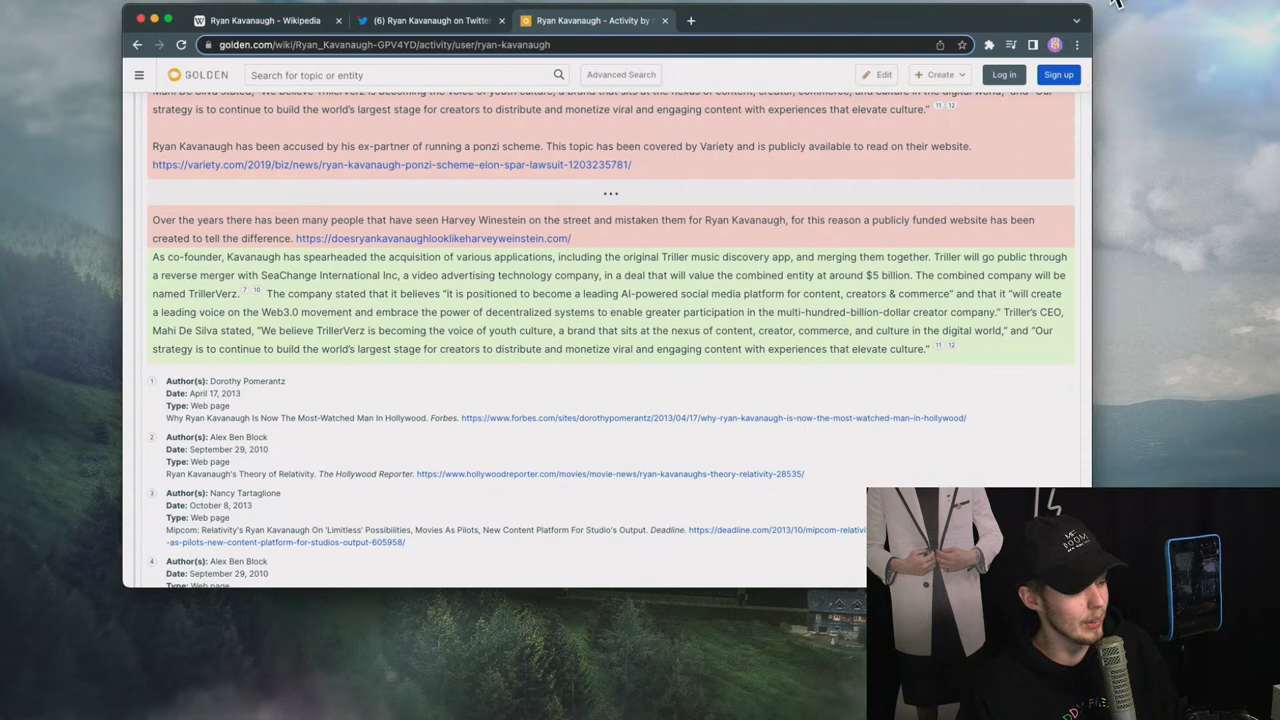 Ryan Kavanaugh - Wikipedia
(6) Ryan Kavanaugh on Twitte
Ryan Kavanaugh - Activity by
golden.com/wiki/Ryan_Kavanaugh-GPV4YD/activity/user/ryan-kavanaugh
GOLDEN
Search for topic or entity
Advanced Search
Edit
Create
Log in
Sign up
Mahi De Silva stated, "We believe TrillerVerz is becoming the voice of youth culture, a brand that sits at the nexus of content, creator, commerce, and culture in the digital world," and "Our
strategy is to continue to build the world's largest stage for creators to distribute and monetize viral and engaging content with experiences that elevate culture." 11 12
Ryan Kavanaugh has been accused by his ex-partner of running a ponzi scheme. This topic has been covered by Variety and is publicly available to read on their website.
https://variety.com/2019/biz/news/ryan-kavanaugh-ponzi-scheme-elon-spar-lawsuit-1203235781/
•••
Over the years there has been many people that have seen Harvey Winestein on the street and mistaken them for Ryan Kavanaugh, for this reason a publicly funded website has been
created to tell the difference. https://doesryankavanaughlooklikeharveyweinstein.com/
As co-founder, Kavanaugh has spearheaded the acquisition of various applications, including the original Triller music discovery app, and merging them together. Triller will go public through
a reverse merger with SeaChange International Inc, a video advertising technology company, in a deal that will value the combined entity at around $5 billion. The combined company will be
named TrillerVerz. 7 10 The company stated that it believes "it is positioned to become a leading AI-powered social media platform for content, creators & commerce" and that it "will create
a leading voice on the Web3.0 movement and embrace the power of decentralized systems to enable greater participation in the multi-hundred-billion-dollar creator company." Triller's CEO,
Mahi De Silva stated, "We believe TrillerVerz is becoming the voice of youth culture, a brand that sits at the nexus of content, creator, commerce, and culture in the digital world," and "Our
strategy is to continue to build the world's largest stage for creators to distribute and monetize viral and engaging content with experiences that elevate culture." 11 12
1 Author(s): Dorothy Pomerantz
Date: April 17, 2013
Type: Web page
Why Ryan Kavanaugh Is Now The Most-Watched Man In Hollywood. Forbes. https://www.forbes.com/sites/dorothypomerantz/2013/04/17/why-ryan-kavanaugh-is-now-the-most-watched-man-in-hollywood/
2 Author(s): Alex Ben Block
Date: September 29, 2010
Type: Web page
Ryan Kavanaugh's Theory of Relativity. The Hollywood Reporter. https://www.hollywoodreporter.com/movies/movie-news/ryan-kavanaughs-theory-relativity-28535/
3 Author(s): Nancy Tartaglione
Date: October 8, 2013
Type: Web page
Mipcom: Relativity's Ryan Kavanaugh On 'Limitless' Possibilities, Movies As Pilots, New Content Platform For Studio's Output. Deadline. https://deadline.com/2013/10/mipcom-relativi
-as-pilots-new-content-platform-for-studios-output-605958/
4 Author(s): Alex Ben Block
Date: September 29, 2010
Type: Web page